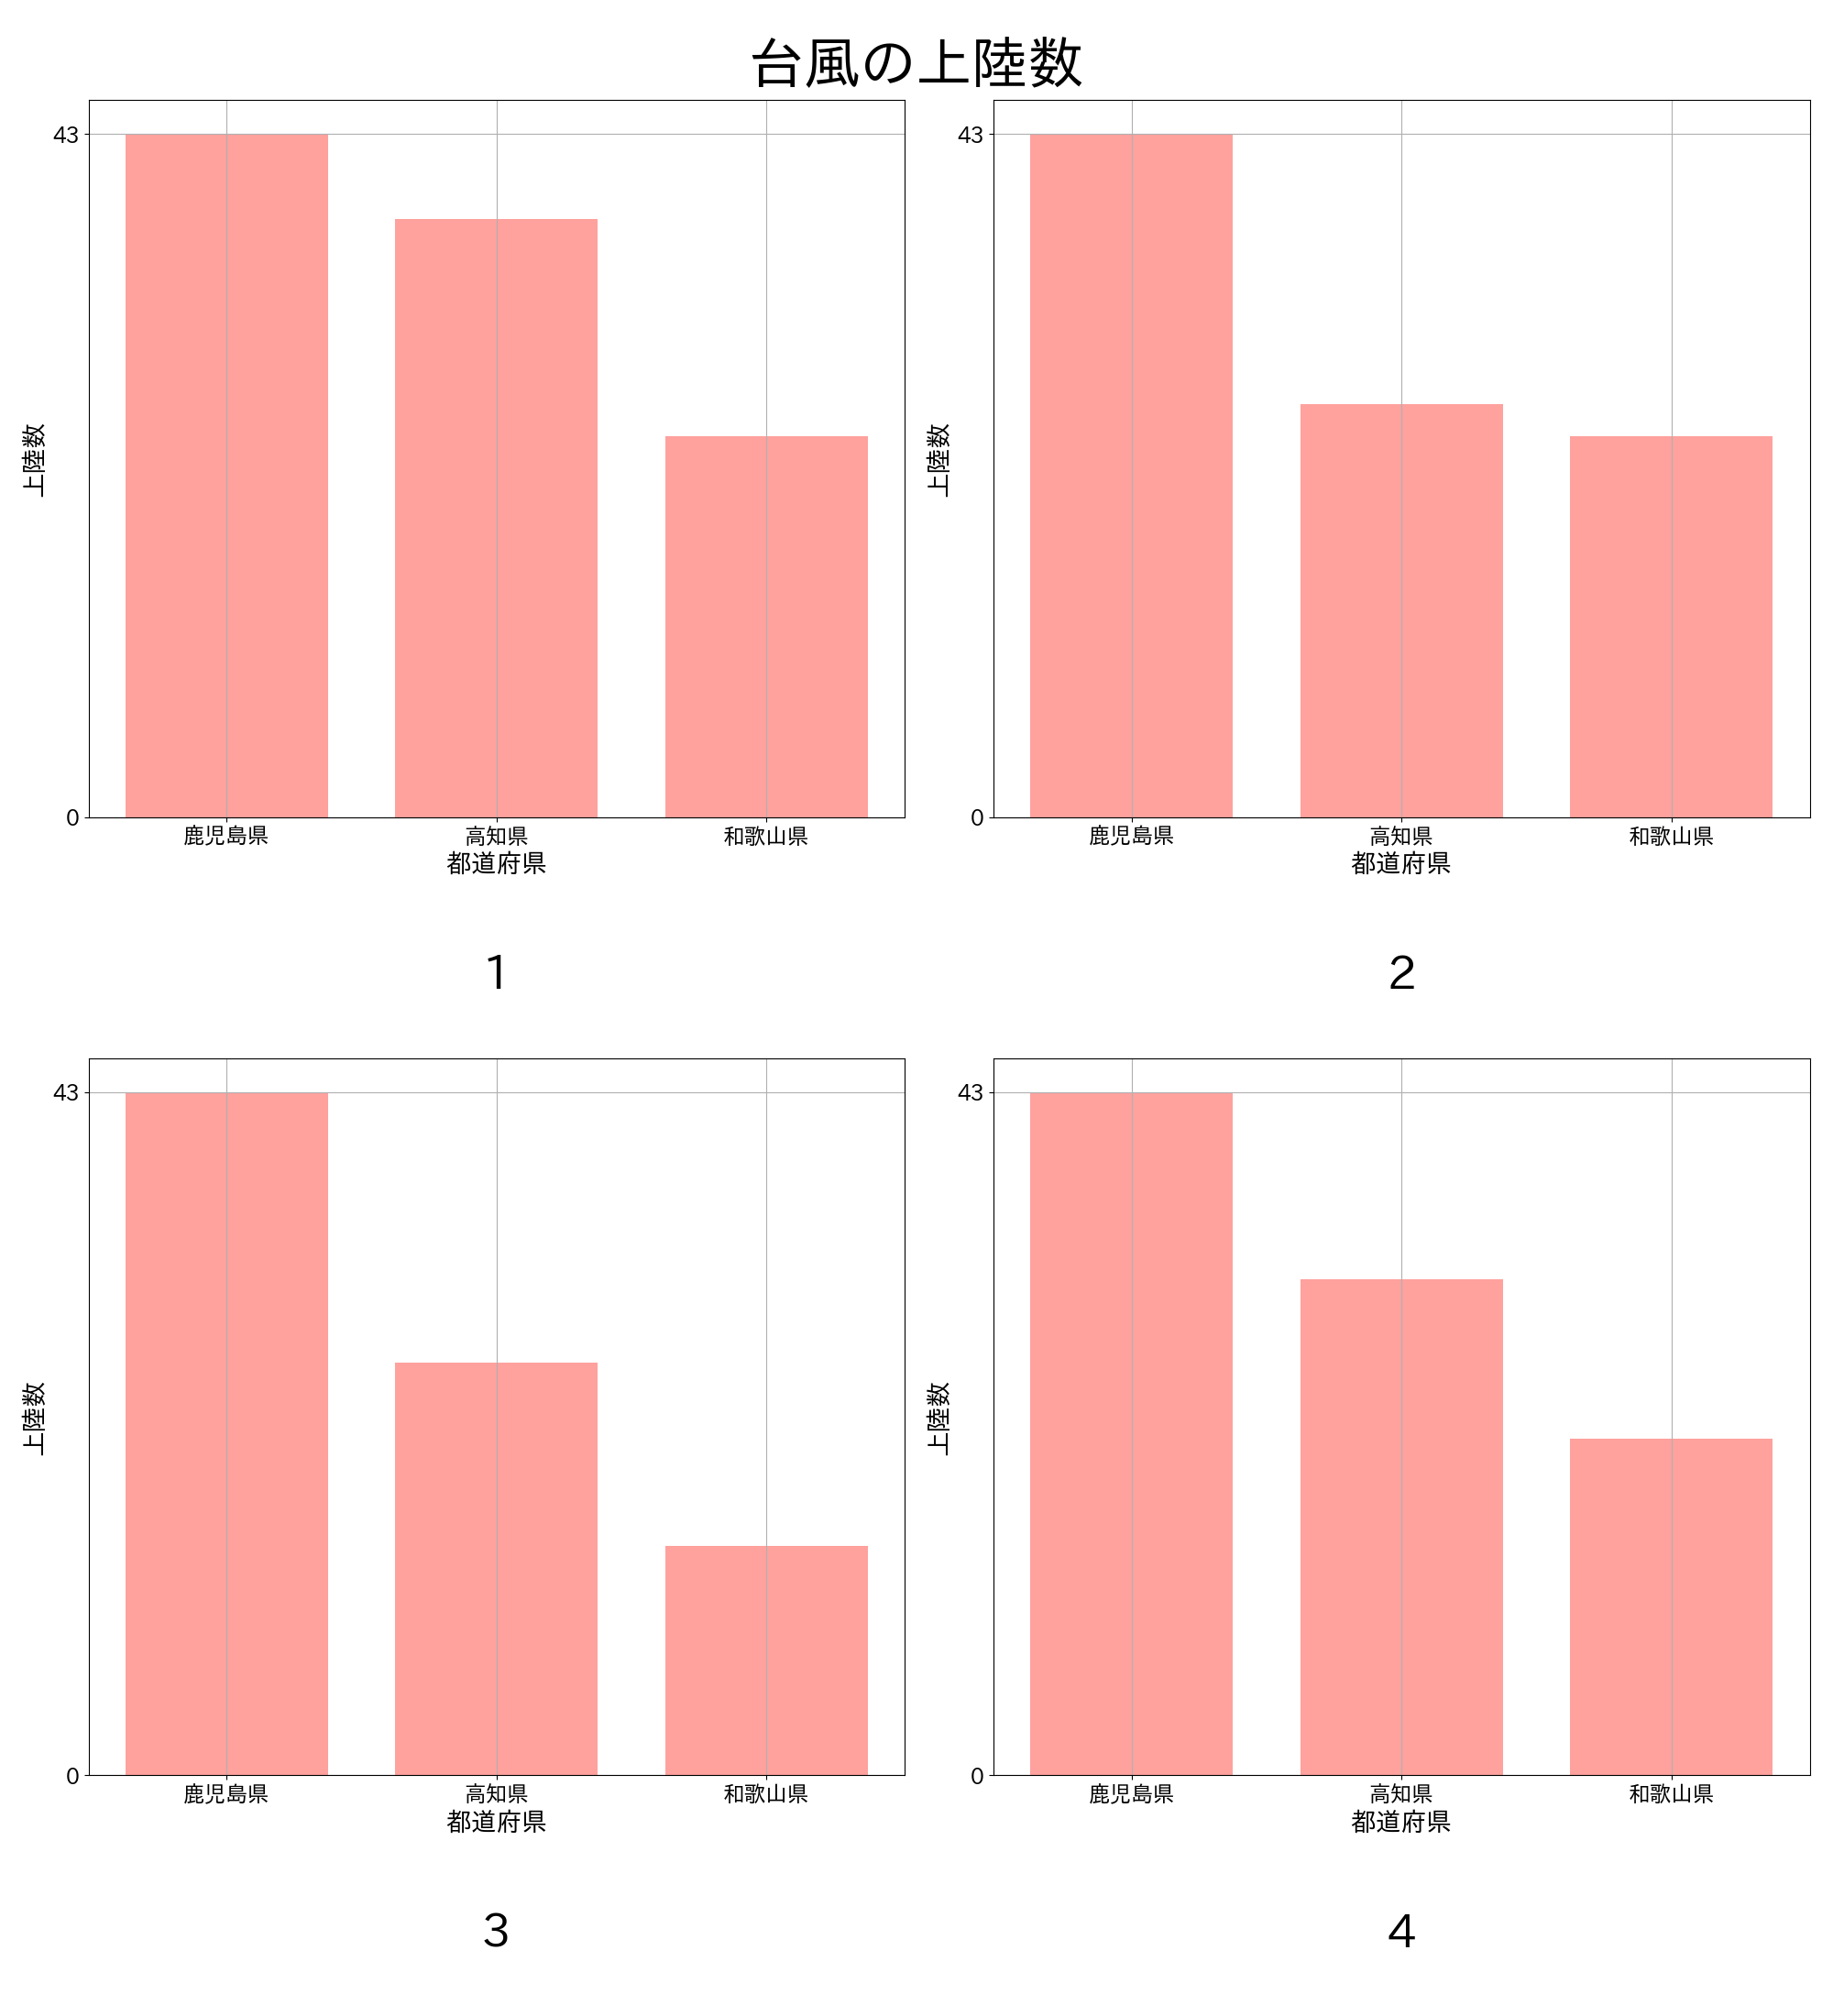 台風の上陸数
43
0
上陸数
鹿児島県 高知県 和歌山県
都道府県
1
43
0
上陸数
鹿児島県 高知県 和歌山県
都道府県
2
43
0
上陸数
鹿児島県 高知県 和歌山県
都道府県
3
43
0
上陸数
鹿児島県 高知県 和歌山県
都道府県
4